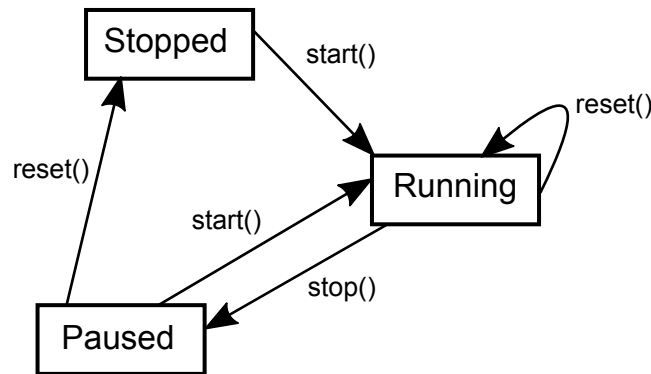 Stopped
start()
reset()
reset()
Running
start()
stop()
Paused